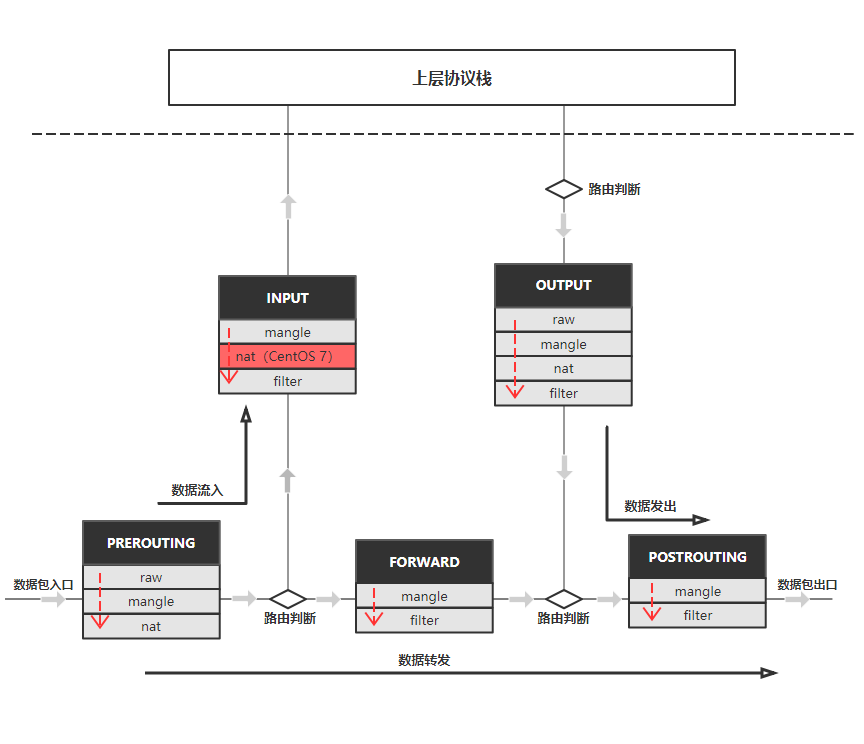 上层协议栈
路由判断
INPUT
mangle
nat（CentOS 7）
filter
OUTPUT
raw
mangle
nat
filter
数据流入
数据发出
数据包入口
PREROUTING
raw
mangle
nat
路由判断
FORWARD
mangle
filter
路由判断
POSTROUTING
mangle
filter
数据包出口
数据转发